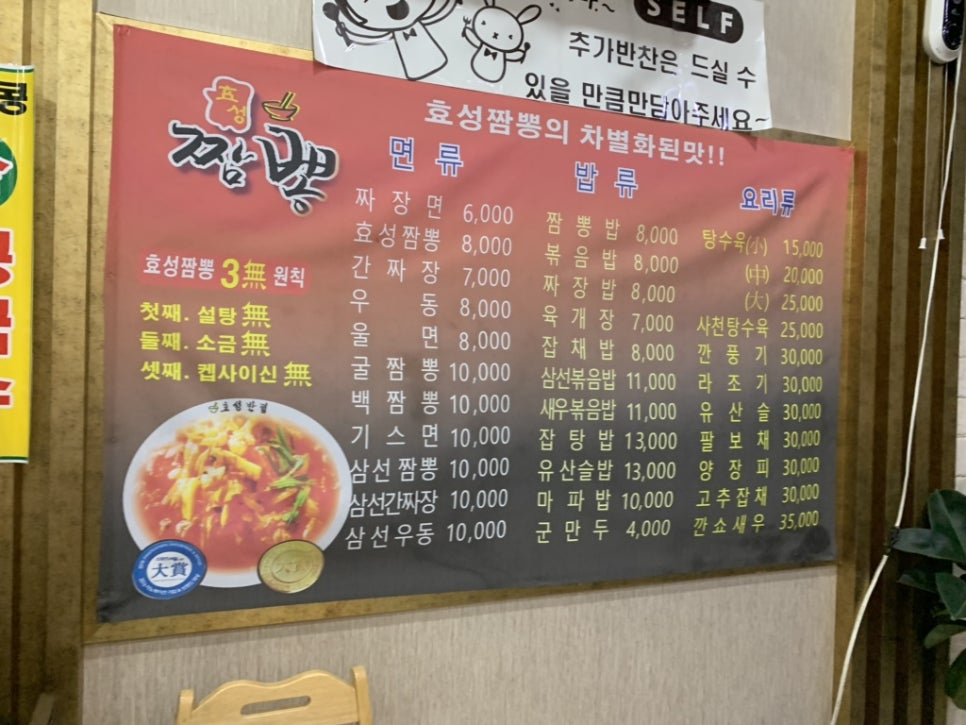 SELF
추가반찬은 드실 수
있을 만큼만담아주세요~
효성
짬뽕
효성짬뽕의 차별화된맛!!
효성짬뽕 3無 원칙
첫째. 설탕 無
둘째. 소금 無
셋째. 켑사이신 無
효성반점
大賞
면류
짜장면 6,000
효성짬뽕 8,000
간짜장 7,000
우동 8,000
울면 8,000
굴짬뽕 10,000
백짬뽕 10,000
기스면 10,000
삼선짬뽕 10,000
삼선간짜장 10,000
삼선우동 10,000
밥류
짬뽕밥 8,000
볶음밥 8,000
짜장밥 8,000
육개장 7,000
잡채밥 8,000
삼선볶음밥 11,000
새우볶음밥 11,000
잡탕밥 13,000
유산슬밥 13,000
마파밥 10,000
군만두 4,000
요리류
탕수육(小) 15,000
(中) 20,000
(大) 25,000
사천탕수육 25,000
깐풍기 30,000
라조기 30,000
유산슬 30,000
팔보채 30,000
양장피 30,000
고추잡채 30,000
깐쇼새우 35,000